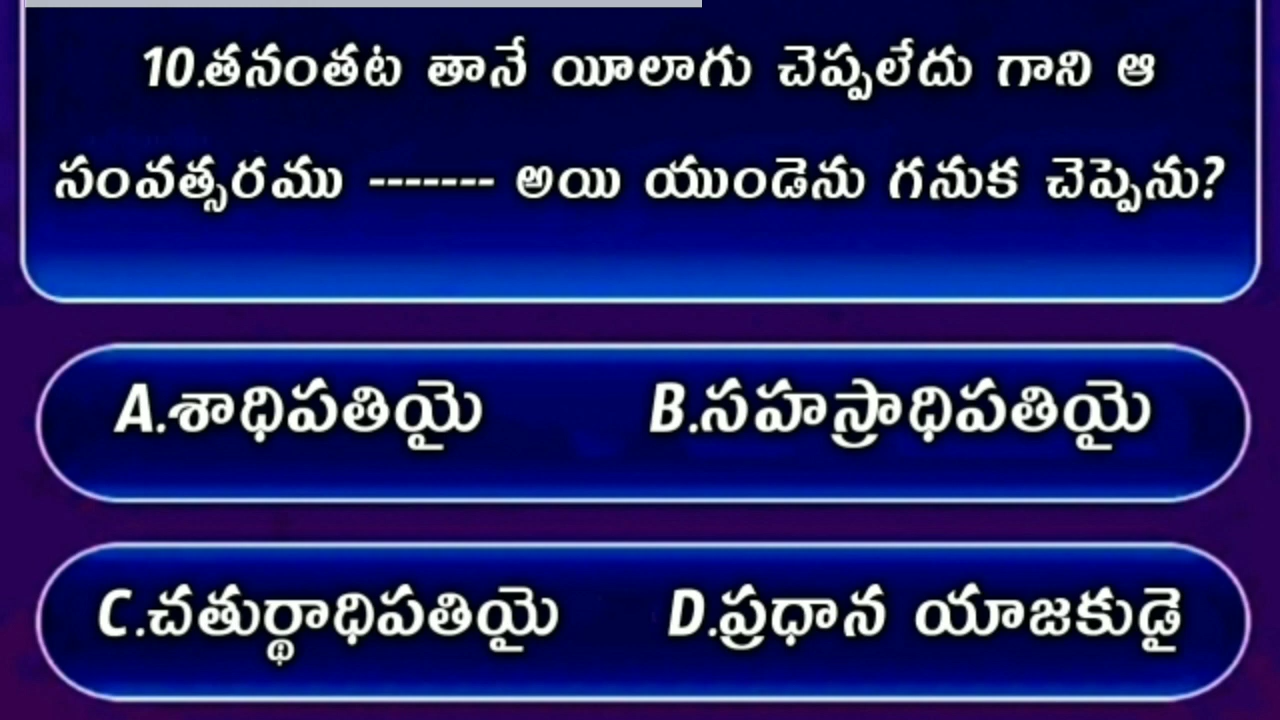 10.తనంతట తానే యీలాగు చెప్పలేదు గాని ఆ
సంవత్సరము ------- అయి యుండెను గనుక చెప్పెను?
A.శాధిపతియై B.సహస్రాధిపతియై
C.చతుర్థాధిపతియై D.ప్రధాన యాజకుడై